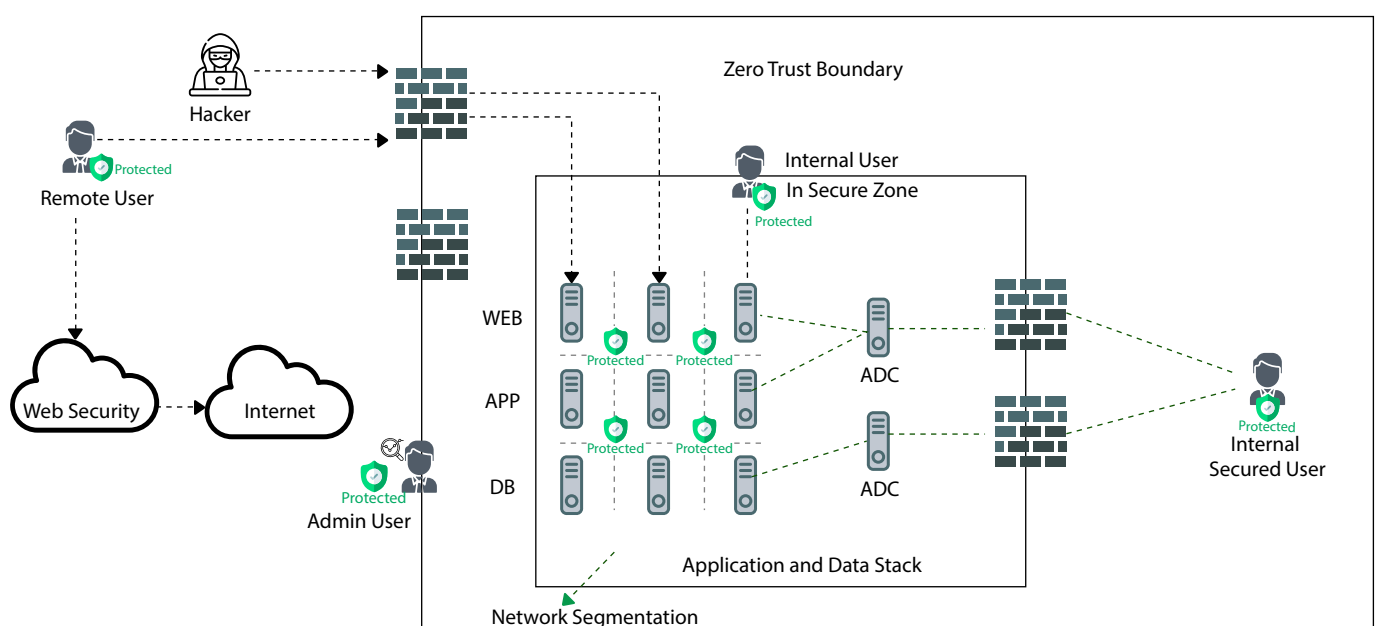 Zero Trust Boundary
Hacker
Protected
Remote User
Internal User
In Secure Zone
Protected
WEB
Protected
Protected
ADC
APP
Web Security
Internet
Protected
Protected
Protected
Internal
Secured User
DB
ADC
Protected
Admin User
Application and Data Stack
Network Segmentation